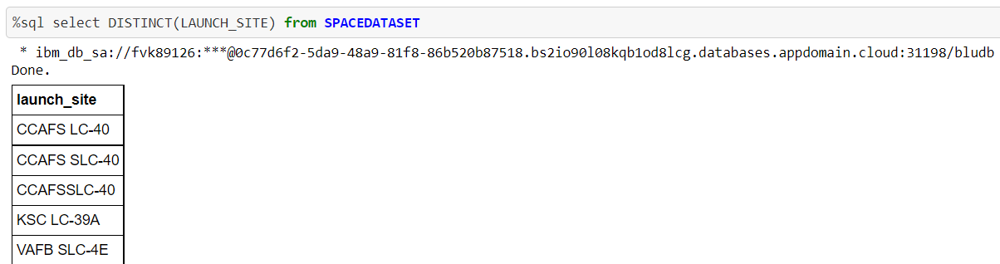 %sql select DISTINCT(LAUNCH_SITE) from SPACEDATASET
* ibm_db_sa://fvk89126:***@0c77d6f2-5da9-48a9-81f8-86b520b87518.bs2io90l08kqb1od8lcg.databases.appdomain.cloud:31198/bludb
Done.
launch_site
CCAFS LC-40
CCAFS SLC-40
CCAFSSLC-40
KSC LC-39A
VAFB SLC-4E